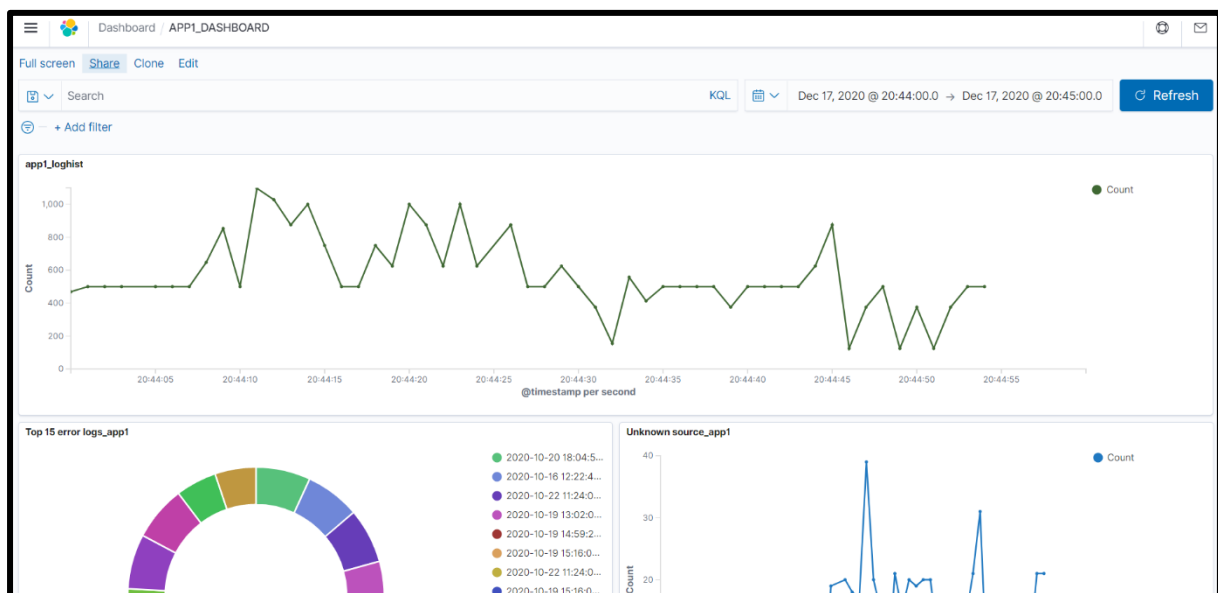 Dashboard / APP1_DASHBOARD
Full screen Share Clone Edit
Search KQL Dec 17, 2020 @ 20:44:00.0 → Dec 17, 2020 @ 20:45:00.0 Refresh
+ Add filter
app1_loghist
Count
1,000
800
600
400
200
0
Count
20:44:05 20:44:10 20:44:15 20:44:20 20:44:25 20:44:30 20:44:35 20:44:40 20:44:45 20:44:50 20:44:55
@timestamp per second
Top 15 error logs_app1
2020-10-20 18:04:5...
2020-10-16 12:22:4...
2020-10-22 11:24:0...
2020-10-19 13:02:0...
2020-10-19 14:59:2...
2020-10-19 15:16:0...
2020-10-22 11:24:0...
2020-10-19 15:16:0...
Unknown source_app1
40
30
20
Count
Count